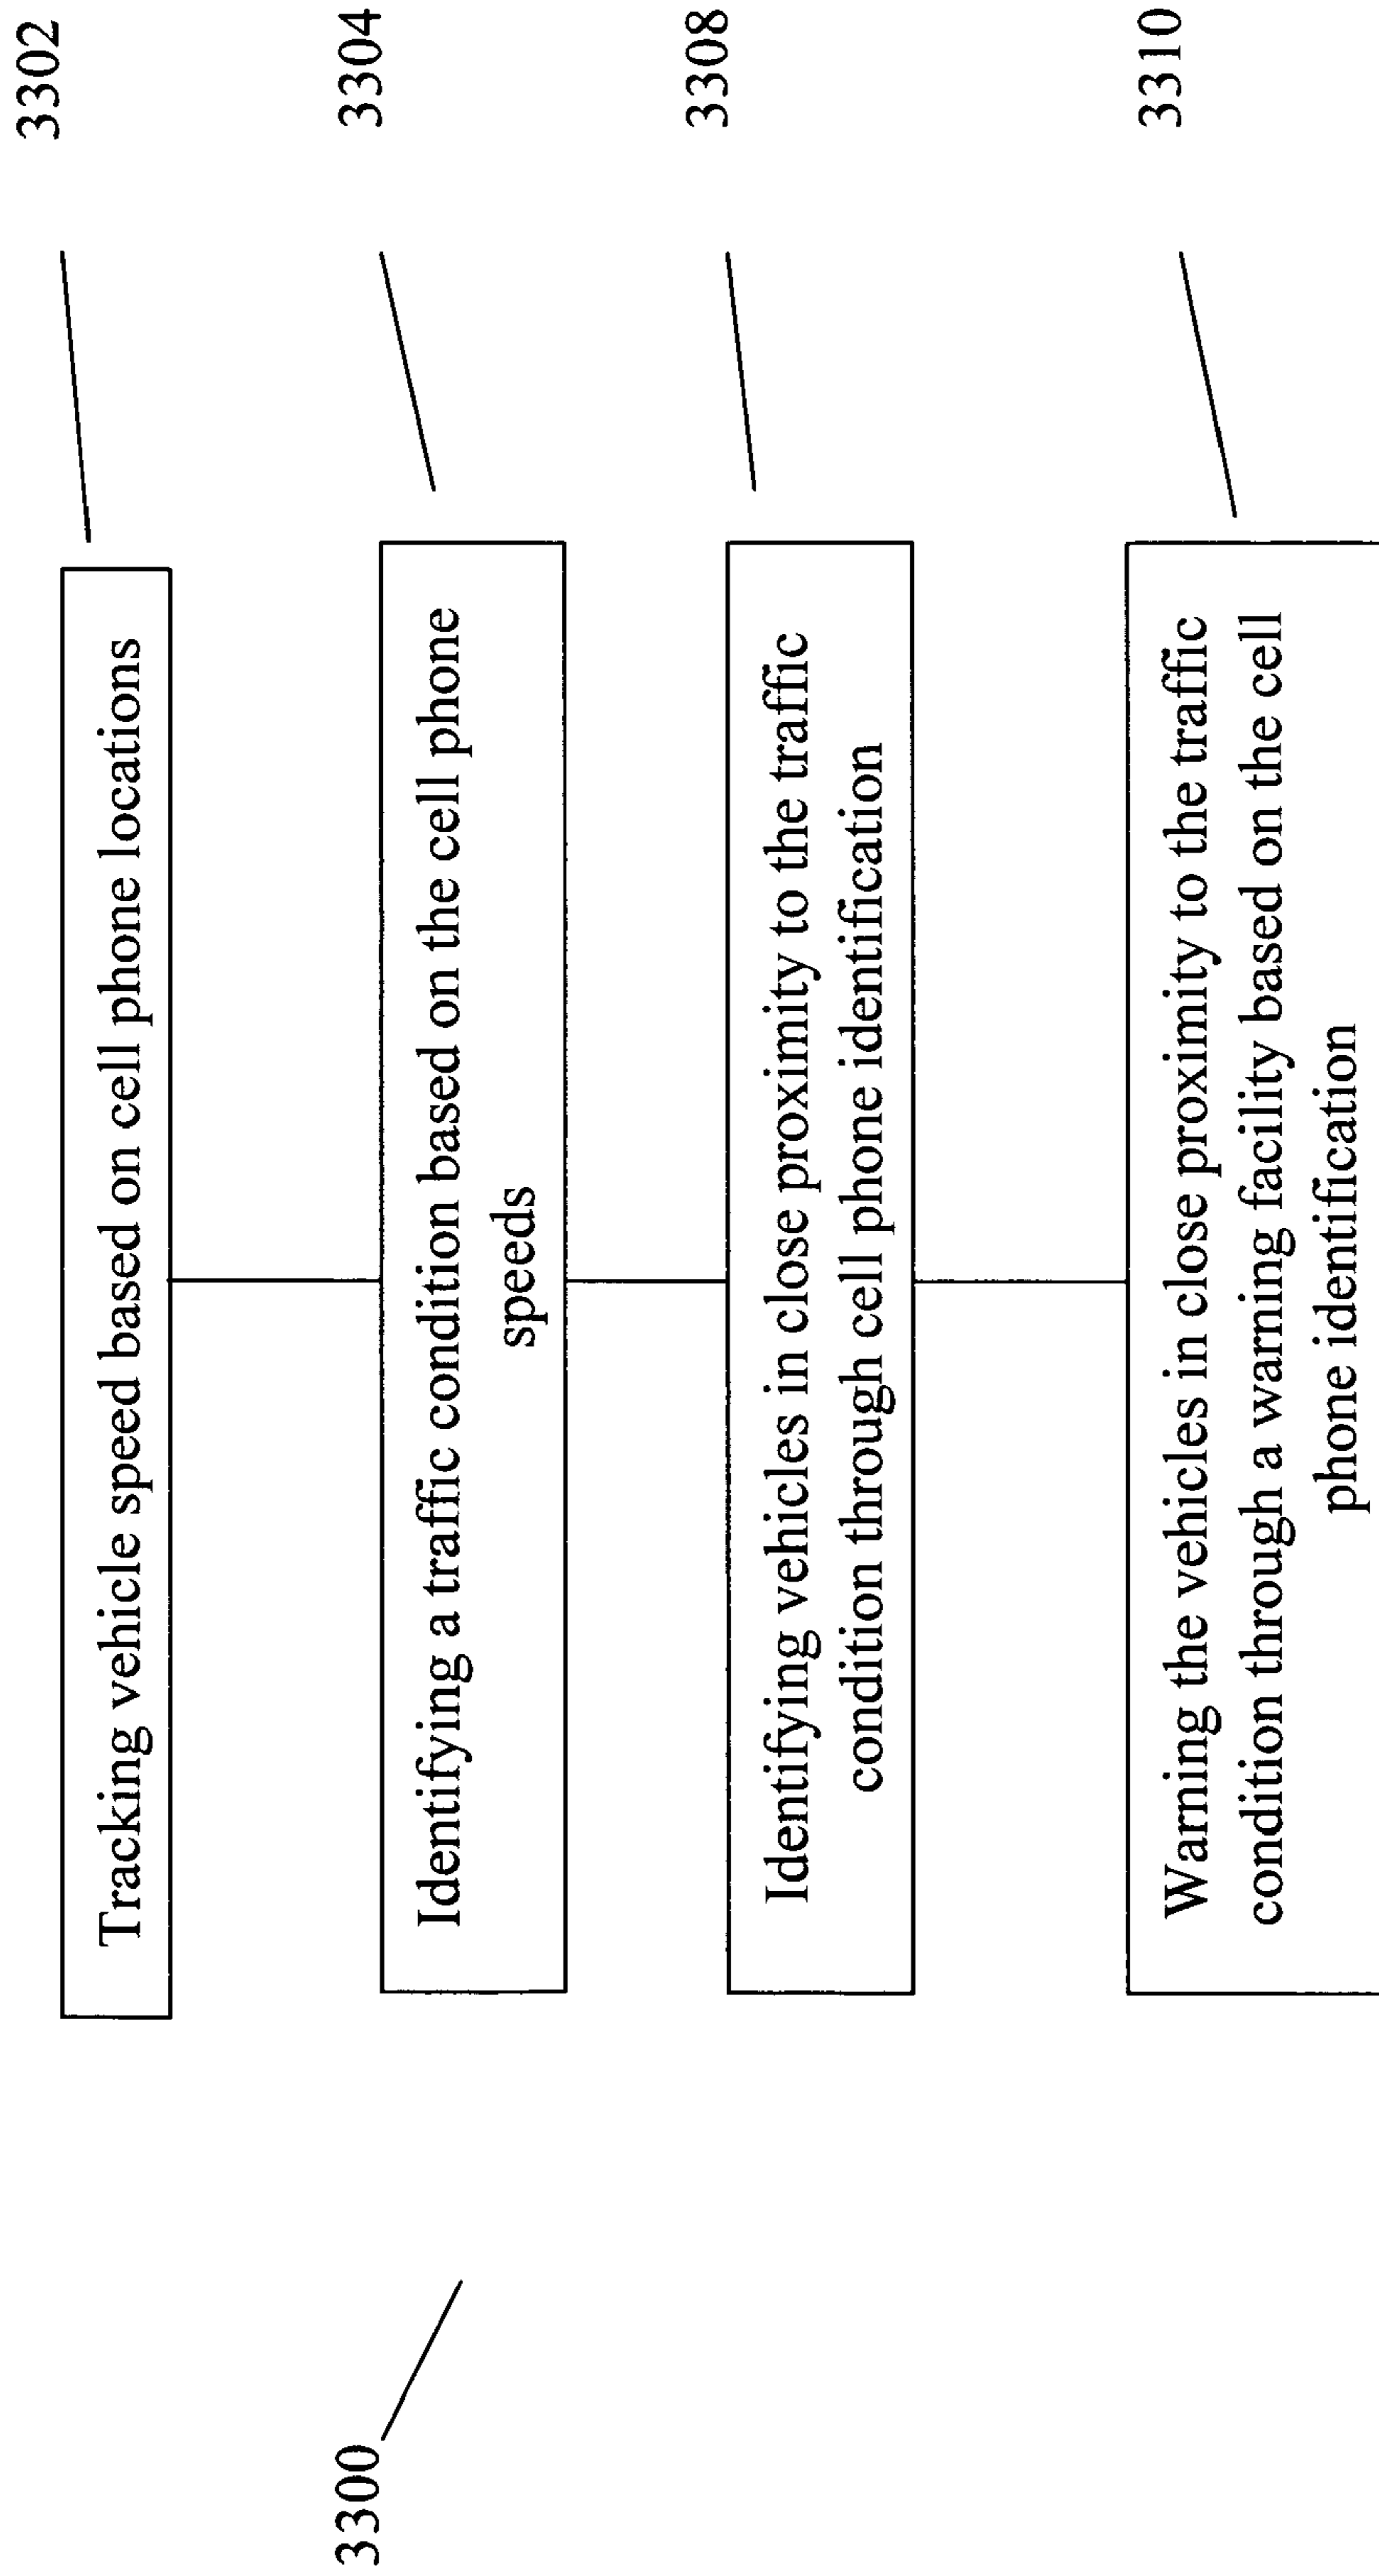 3300
Tracking vehicle speed based on cell phone locations
3302
Identifying a traffic condition based on the cell phone
speeds
3304
Identifying vehicles in close proximity to the traffic
condition through cell phone identification
3308
Warning the vehicles in close proximity to the traffic
condition through a warning facility based on the cell
phone identification
3310